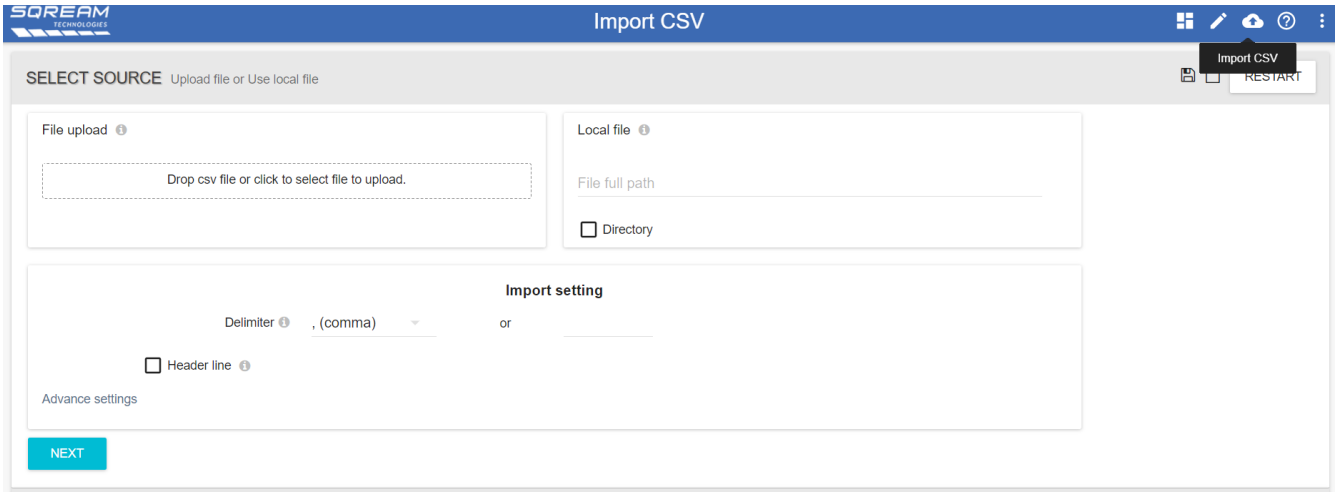 SQREAM
TECHNOLOGIES
Import CSV
Import CSV
SELECT SOURCE Upload file or Use local file
RESTART
File upload
Local file
Drop csv file or click to select file to upload.
File full path
Directory
Import setting
Delimiter , (comma) or
Header line
Advance settings
NEXT